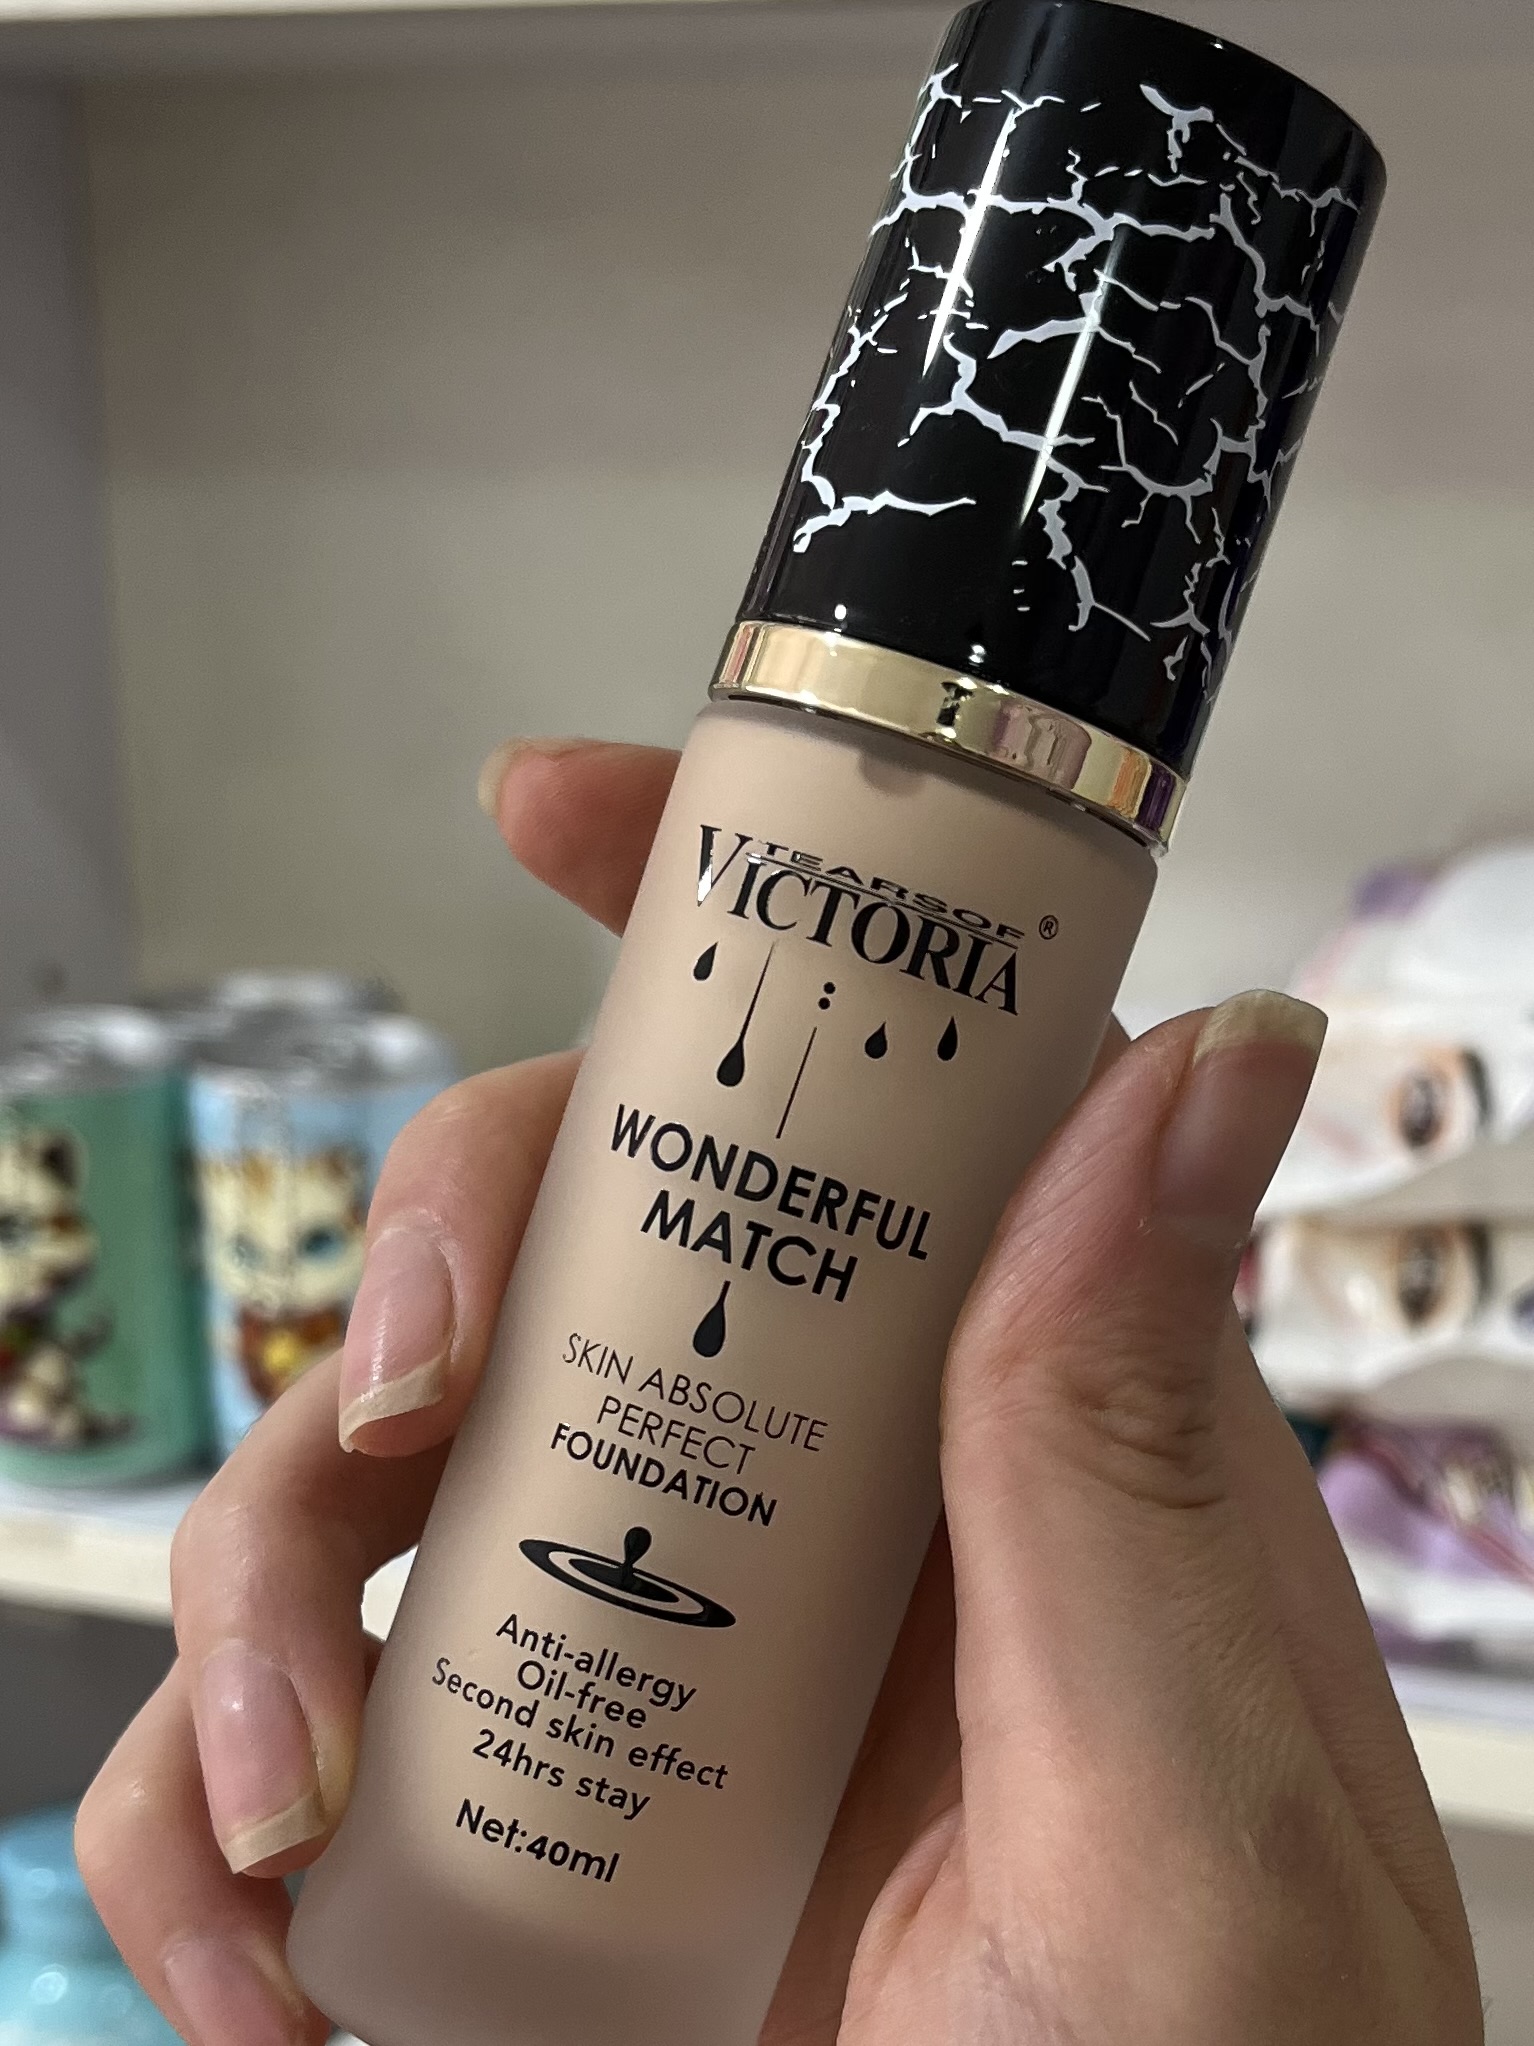 TEARSOF
VICTORIA®
WONDERFUL
MATCH
SKIN ABSOLUTE
PERFECT
FOUNDATION
Anti-allergy
Oil-free
Second skin effect
24hrs stay
Net:40ml